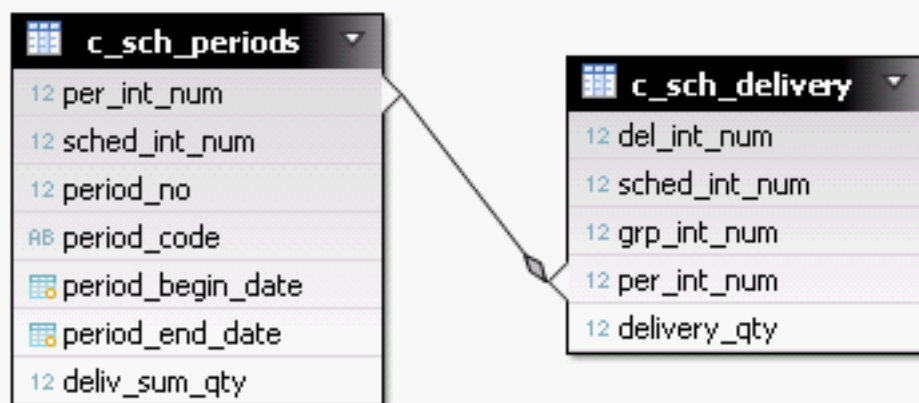 c_sch_periods
12 per_int_num
12 sched_int_num
12 period_no
AB period_code
period_begin_date
period_end_date
12 deliv_sum_qty
c_sch_delivery
12 del_int_num
12 sched_int_num
12 grp_int_num
12 per_int_num
12 delivery_qty